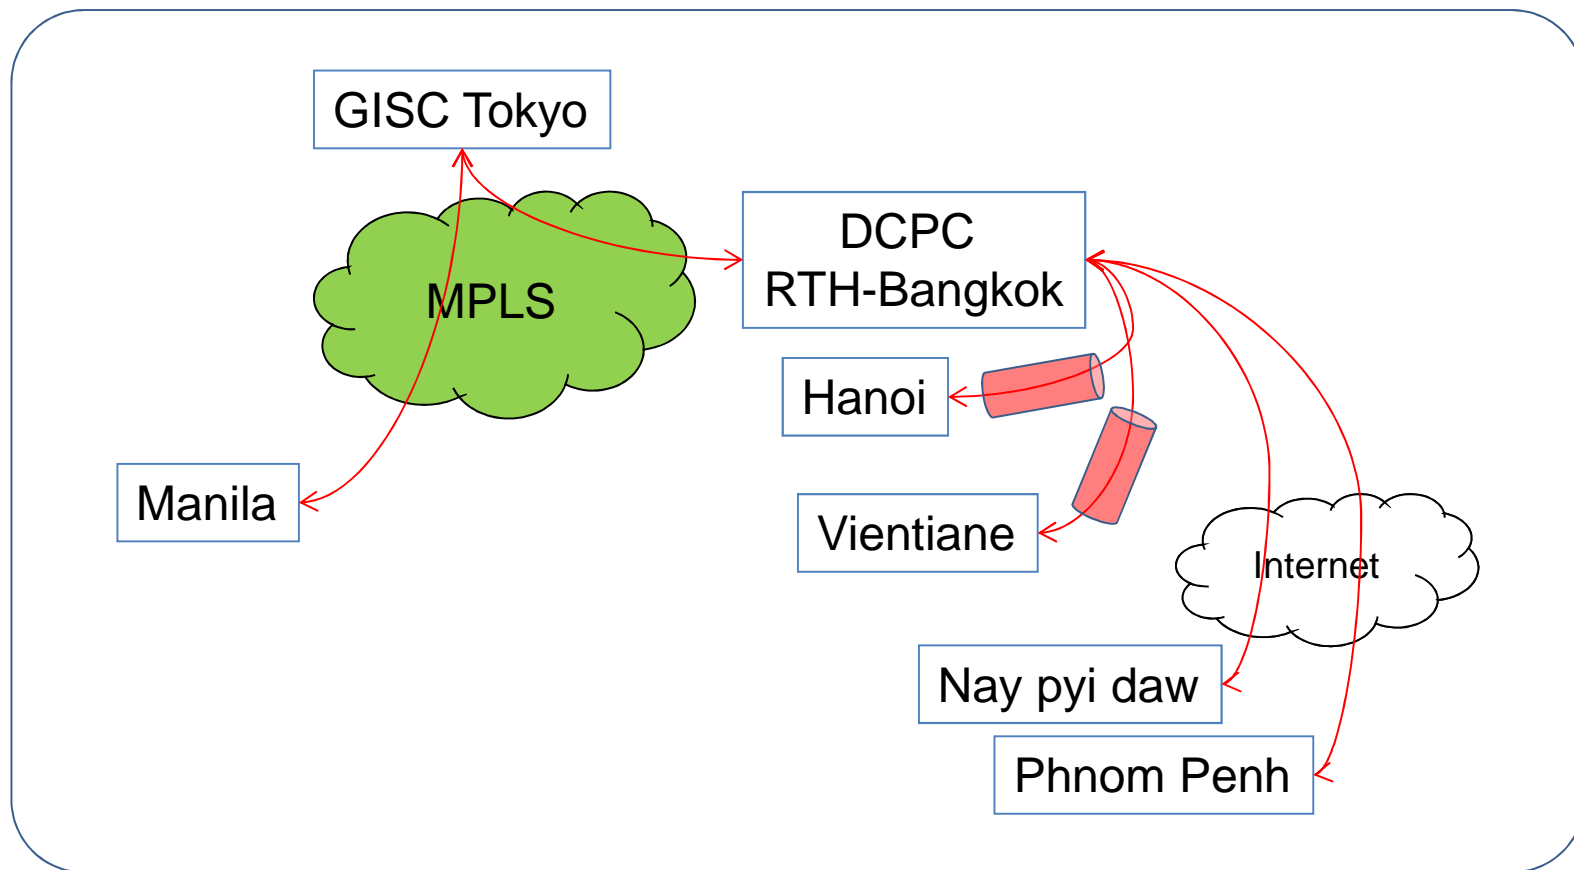 GISC Tokyo
DCPC
RTH-Bangkok
MPLS
Hanoi
Manila
Vientiane
Internet
Nay pyi daw
Phnom Penh